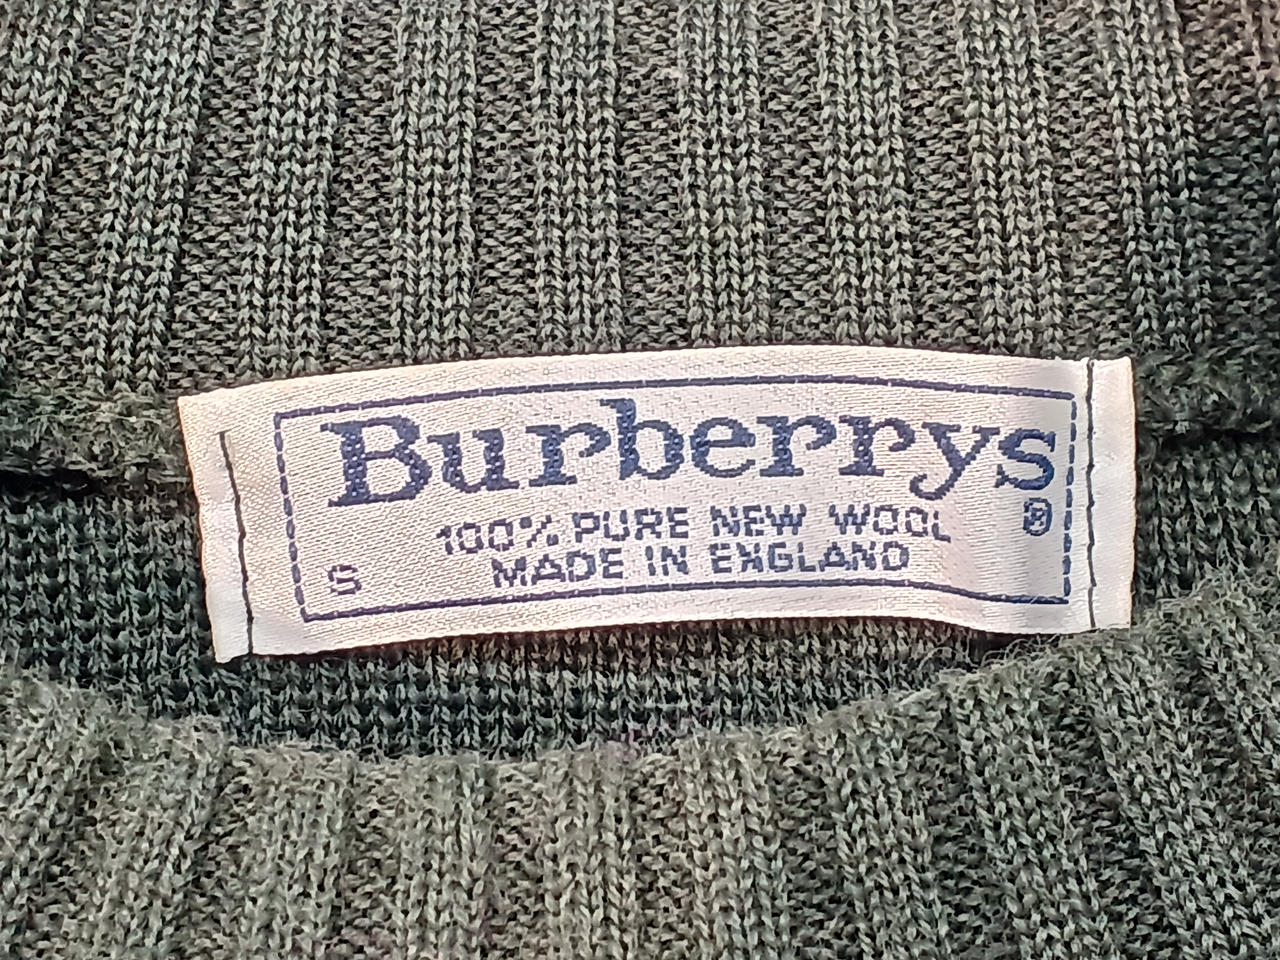 Burberrys
®
100% PURE NEW WOOL
MADE IN ENGLAND
S